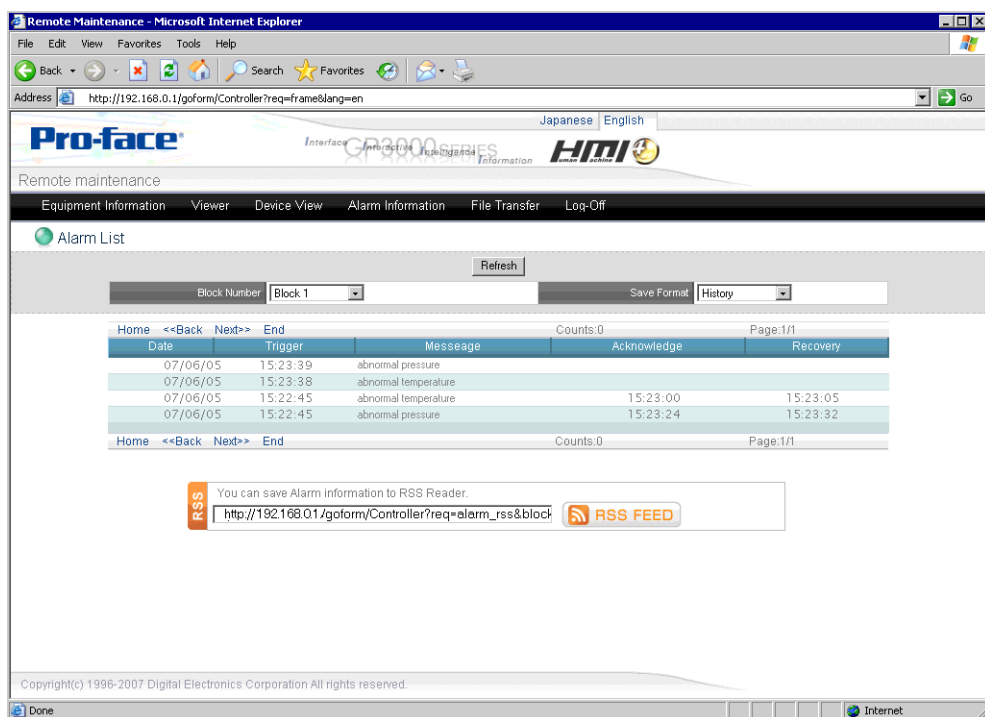 Remote Maintenance - Microsoft Internet Explorer
File Edit View Favorites Tools Help
Back Search Favorites
Address http://192.168.0.1/goform/Controller?req=frame&lang=en Go
Japanese English
Pro-face
Interface Interactive Intelligence Information
GP3000 SERIES
HMI
Human Machine
Remote maintenance
Equipment Information Viewer Device View Alarm Information File Transfer Log-Off
Alarm List
Refresh
Block Number Block 1 Save Format History
Home <<Back Next>> End Counts:0 Page:1/1
Date Trigger Messeage Acknowledge Recovery
07/06/05 15:23:39 abnormal pressure
07/06/05 15:23:38 abnormal temperature
07/06/05 15:22:45 abnormal temperature 15:23:00 15:23:05
07/06/05 15:22:45 abnormal pressure 15:23:24 15:23:32
Home <<Back Next>> End Counts:0 Page:1/1
RSS
You can save Alarm information to RSS Reader.
http://192.168.0.1/goform/Controller?req=alarm_rss&block
RSS FEED
Copyright(c) 1996-2007 Digital Electronics Corporation All rights reserved.
Done Internet